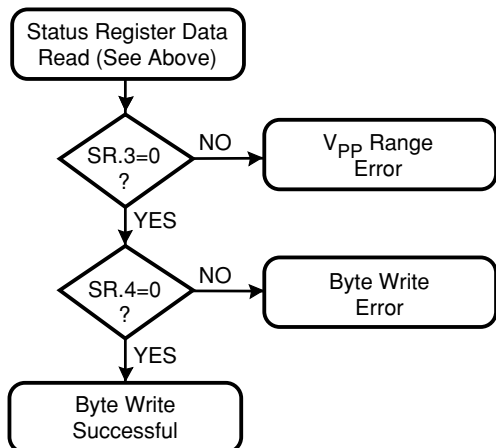 Status Register Data
Read (See Above)
SR.3=0
?
NO
VPP Range
Error
YES
SR.4=0
?
NO
Byte Write
Error
YES
Byte Write
Successful